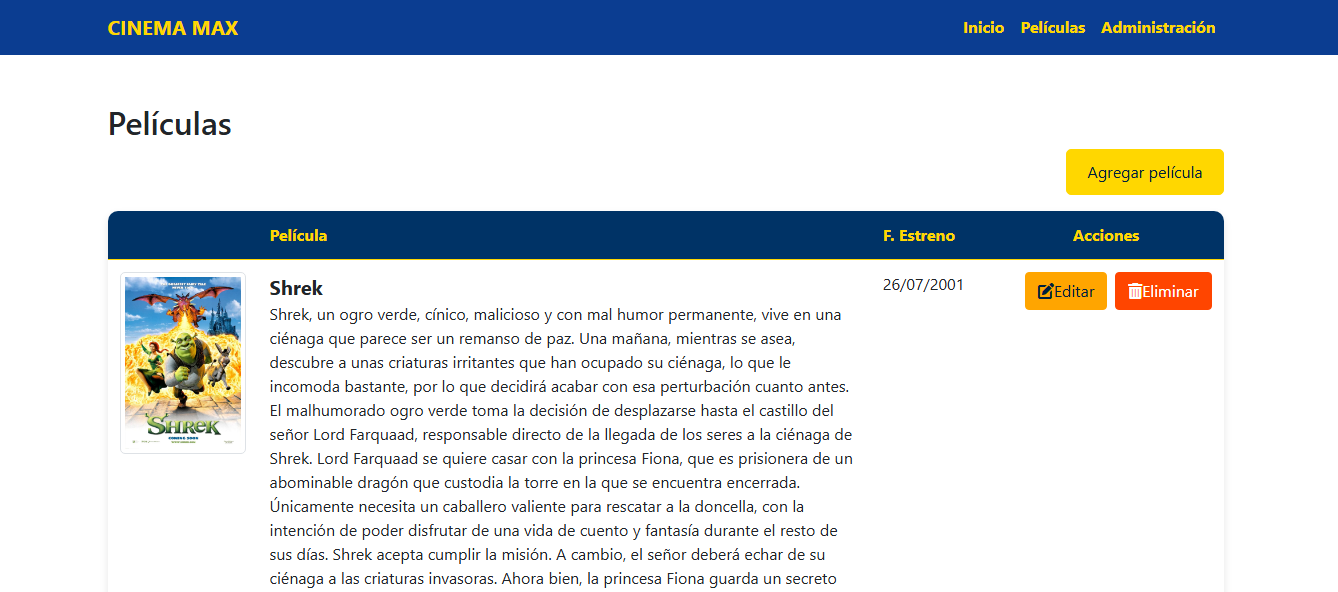 CINEMA MAX
Inicio Películas Administración
Películas
Agregar película
Película F. Estreno Acciones
Shrek
26/07/2001
Editar Eliminar
Shrek, un ogro verde, cínico, malicioso y con mal humor permanente, vive en una
ciénaga que parece ser un remanso de paz. Una mañana, mientras se asea,
descubre a unas criaturas irritantes que han ocupado su ciénaga, lo que le
incomoda bastante, por lo que decidirá acabar con esa perturbación cuanto antes.
El malhumorado ogro verde toma la decisión de desplazarse hasta el castillo del
señor Lord Farquaad, responsable directo de la llegada de los seres a la ciénaga de
Shrek. Lord Farquaad se quiere casar con la princesa Fiona, que es prisionera de un
abominable dragón que custodia la torre en la que se encuentra encerrada.
Únicamente necesita un caballero valiente para rescatar a la doncella, con la
intención de poder disfrutar de una vida de cuento y fantasía durante el resto de
sus días. Shrek acepta cumplir la misión. A cambio, el señor deberá echar de su
ciénaga a las criaturas invasoras. Ahora bien, la princesa Fiona guarda un secreto
SHREK
COMING SOON